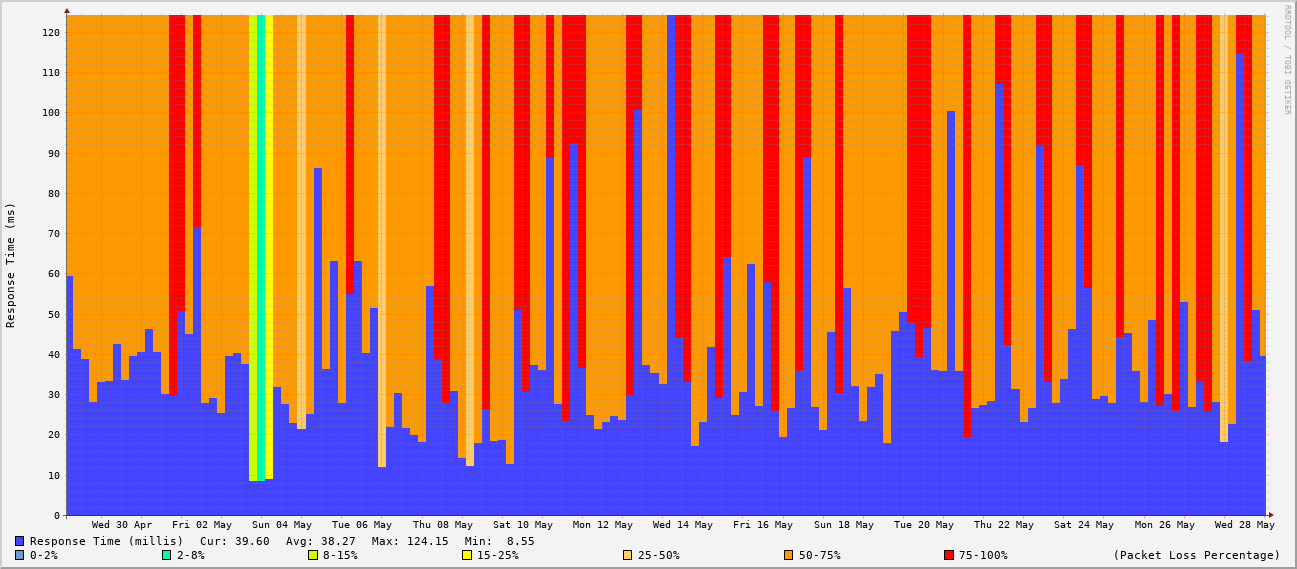 RRDTOOL / TOBI OETIKER
Response Time (ms)
120
110
100
90
80
70
60
50
40
30
20
10
0
Wed 30 Apr Fri 02 May Sun 04 May Tue 06 May Thu 08 May Sat 10 May Mon 12 May Wed 14 May Fri 16 May Sun 18 May Tue 20 May Thu 22 May Sat 24 May Mon 26 May Wed 28 May
Response Time (millis) Cur: 39.60 Avg: 38.27 Max: 124.15 Min: 8.55
0-2% 2-8% 8-15% 15-25% 25-50% 50-75% 75-100% (Packet Loss Percentage)